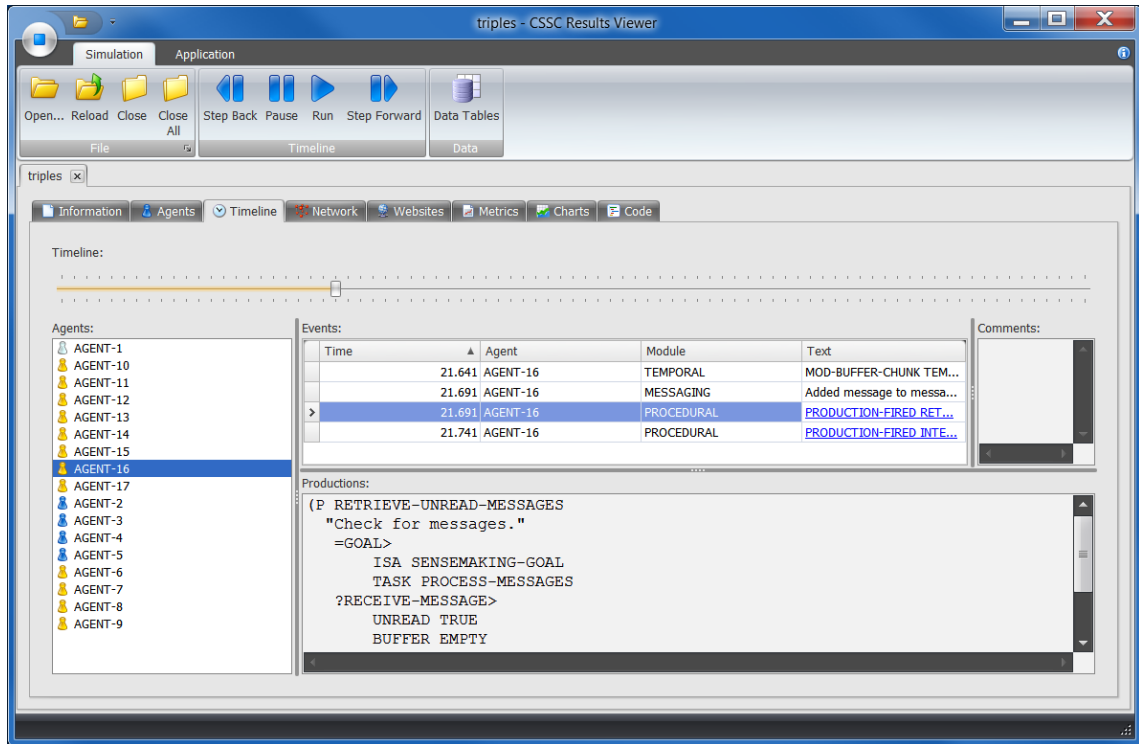 triples - CSSC Results Viewer
Simulation Application
Open... Reload Close Close All Step Back Pause Run Step Forward Data Tables
File Timeline Data
triples
Information Agents Timeline Network Websites Metrics Charts Code
Timeline:
Agents: Events: Comments:
AGENT-1
AGENT-10
AGENT-11
AGENT-12
AGENT-13
AGENT-14
AGENT-15
AGENT-16
AGENT-17
AGENT-2
AGENT-3
AGENT-4
AGENT-5
AGENT-6
AGENT-7
AGENT-8
AGENT-9
Time Agent Module Text
21.641 AGENT-16 TEMPORAL MOD-BUFFER-CHUNK TEM...
21.691 AGENT-16 MESSAGING Added message to messa...
21.691 AGENT-16 PROCEDURAL PRODUCTION-FIRED RET...
21.741 AGENT-16 PROCEDURAL PRODUCTION-FIRED INTE...
Productions:
(P RETRIEVE-UNREAD-MESSAGES
"Check for messages."
=GOAL>
ISA SENSEMAKING-GOAL
TASK PROCESS-MESSAGES
?RECEIVE-MESSAGE>
UNREAD TRUE
BUFFER EMPTY